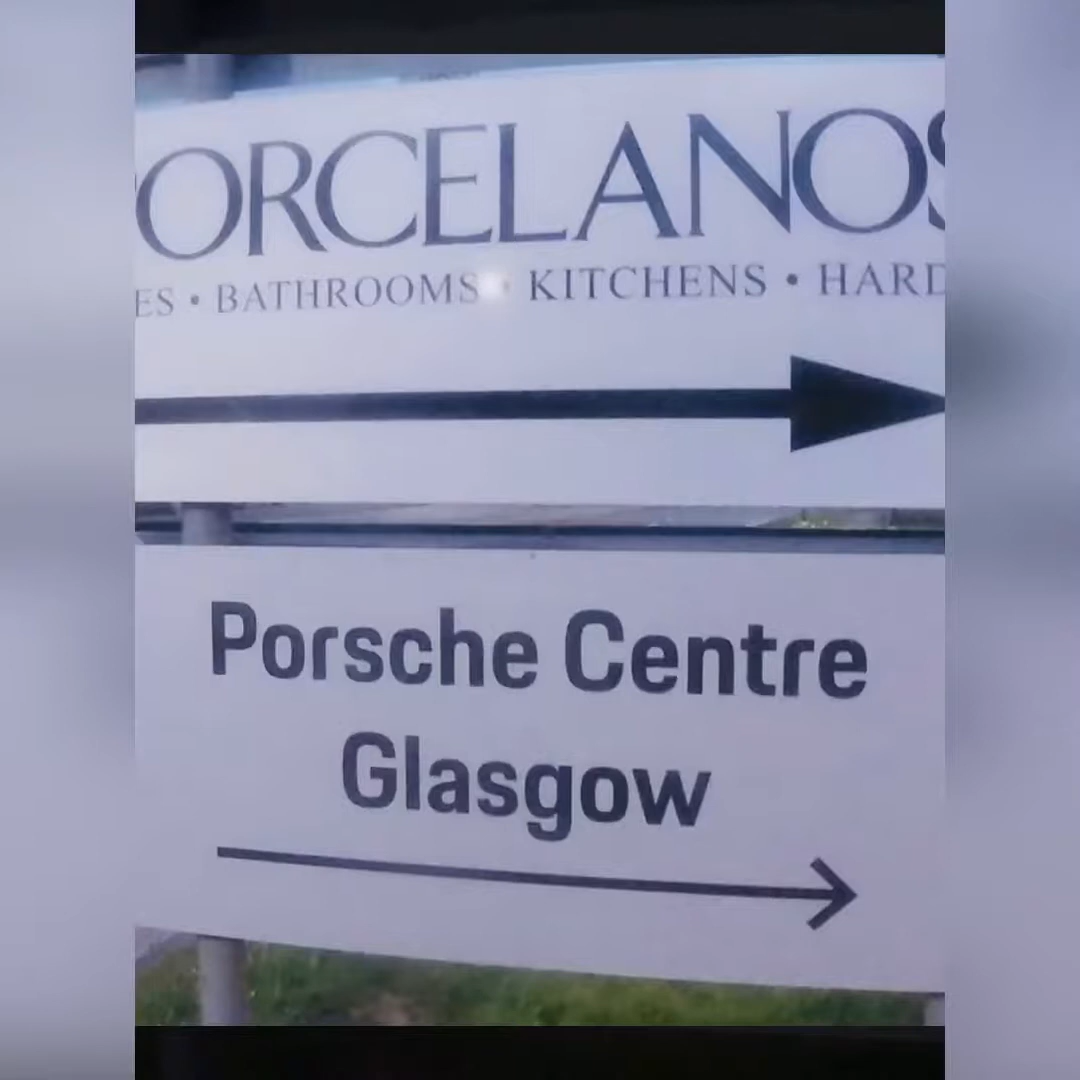 ORCELANOS
ES • BATHROOMS • KITCHENS • HARD
Porsche Centre
Glasgow